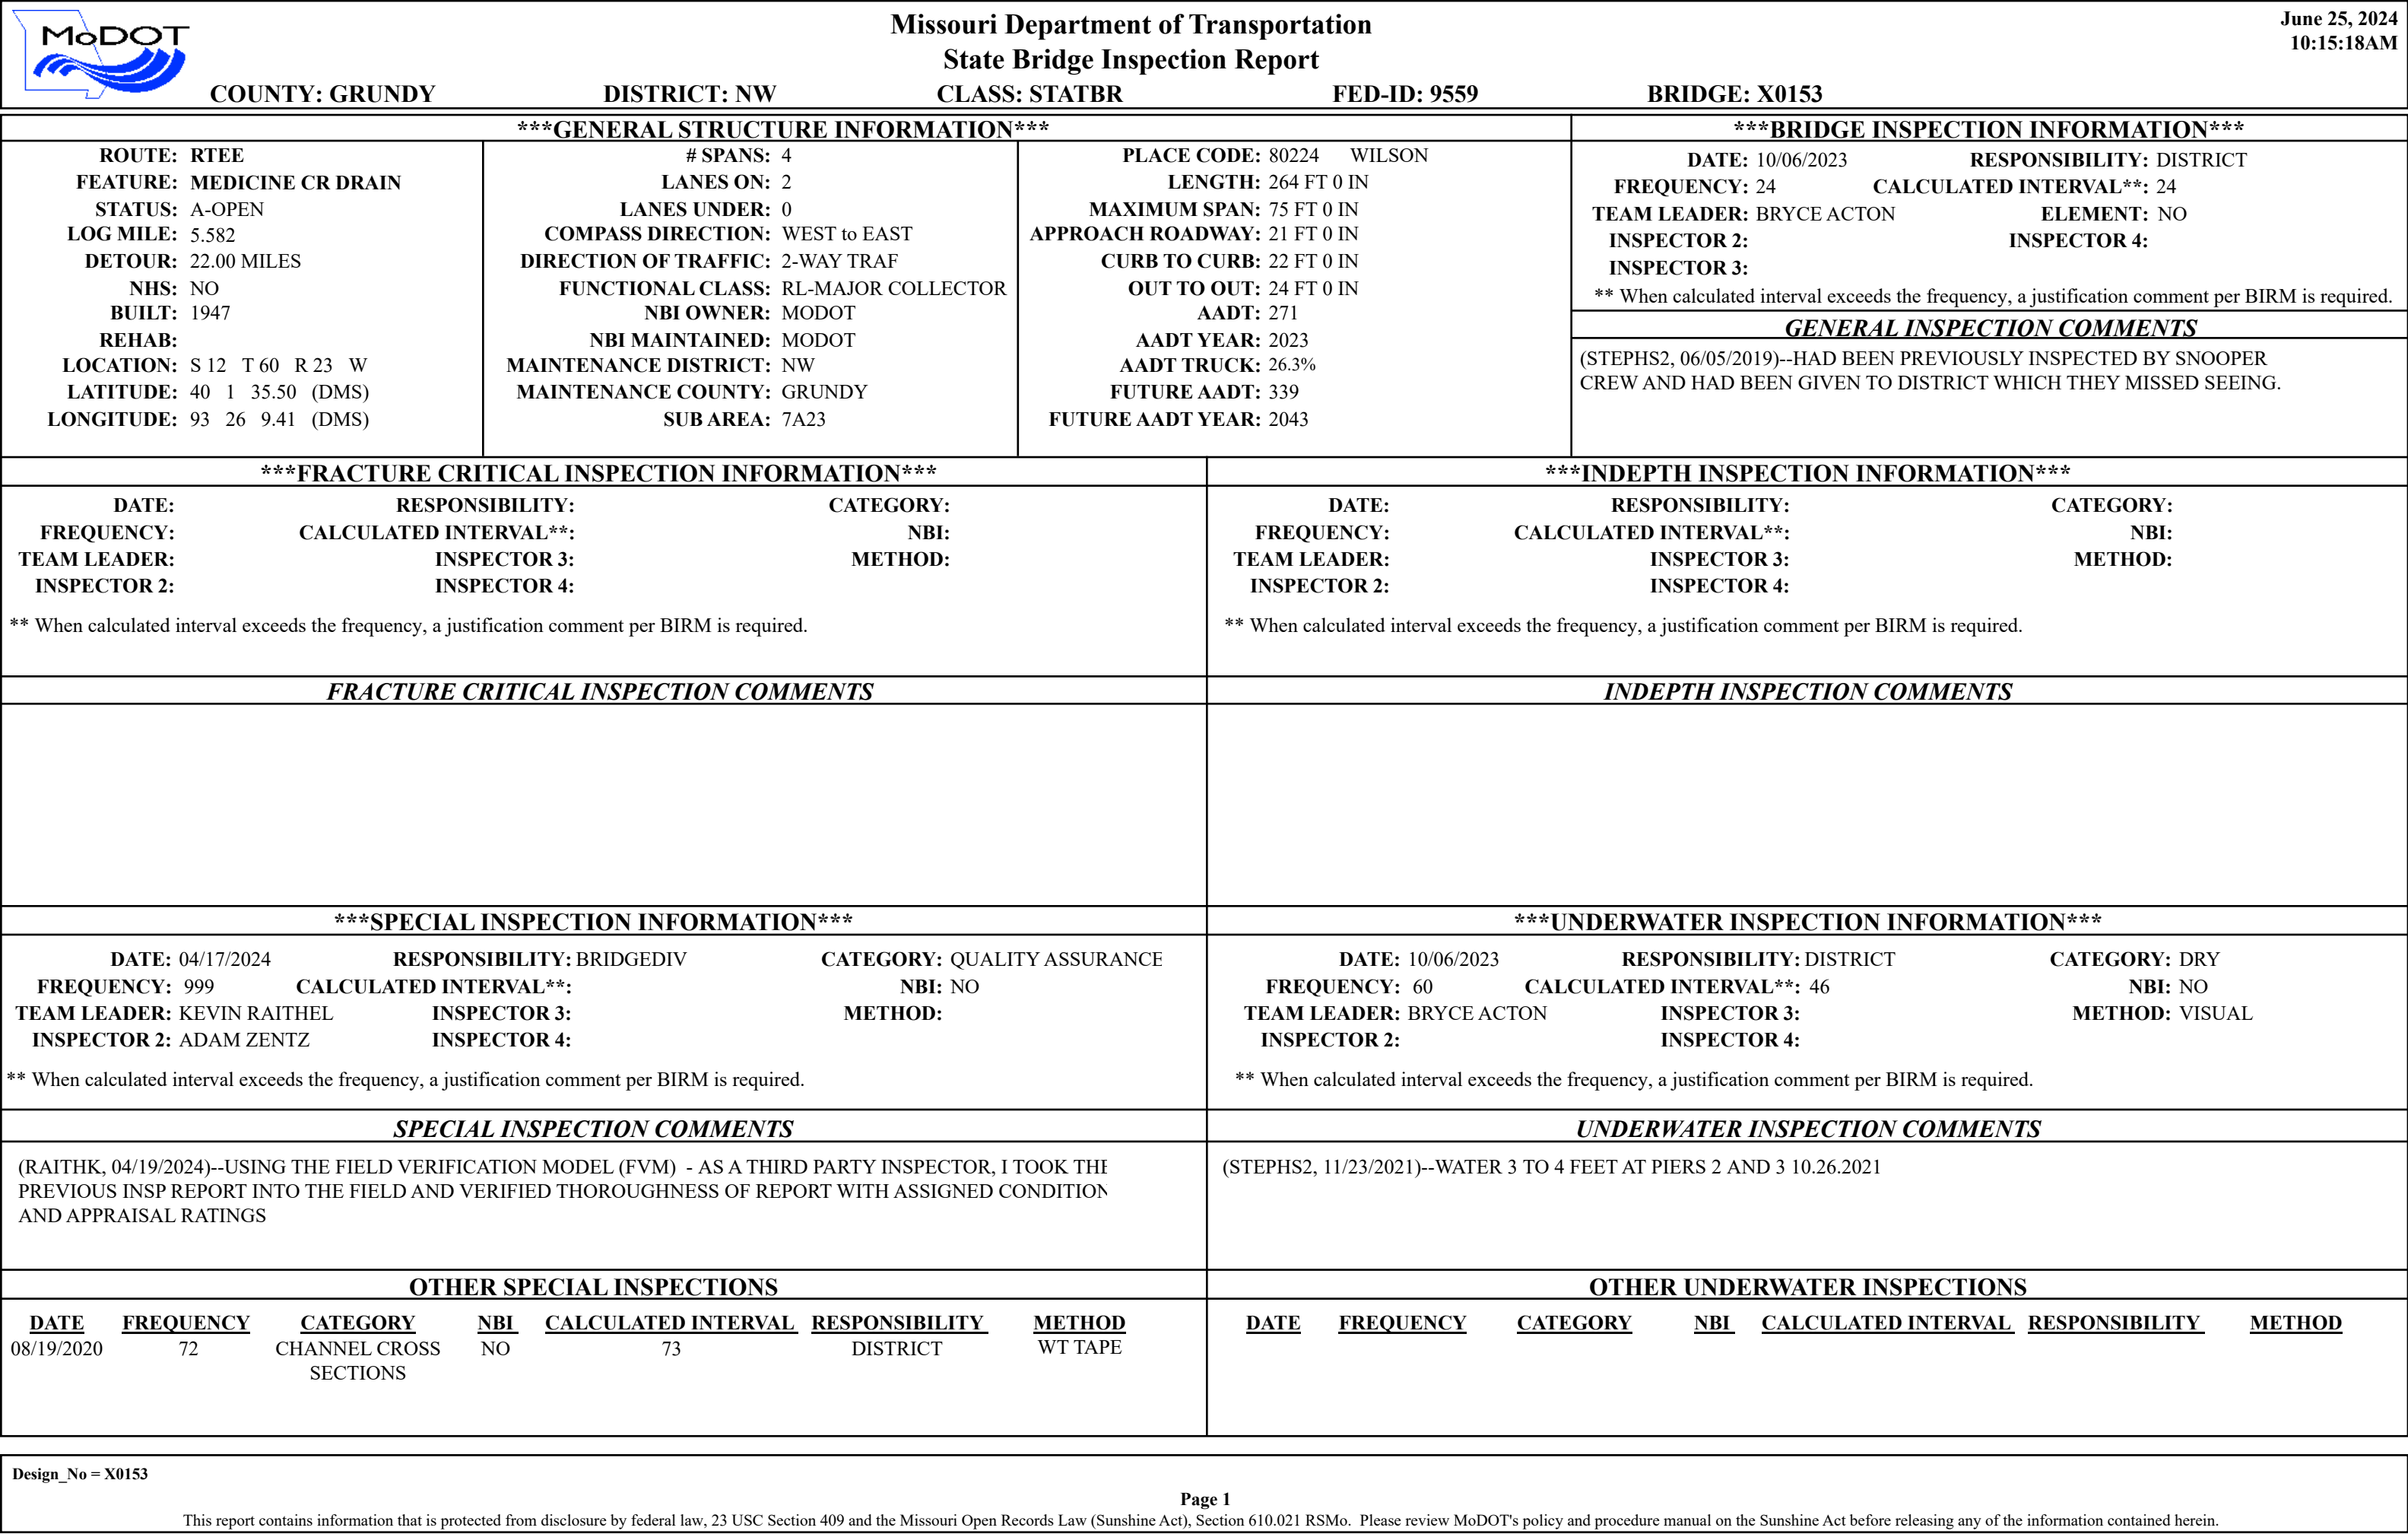 MoDOT
Missouri Department of Transportation
State Bridge Inspection Report
June 25, 2024
10:15:18AM
COUNTY: GRUNDY DISTRICT: NW CLASS: STATBR FED-ID: 9559 BRIDGE: X0153
***GENERAL STRUCTURE INFORMATION***
ROUTE: RTEE
FEATURE: MEDICINE CR DRAIN
STATUS: A-OPEN
LOG MILE: 5.582
DETOUR: 22.00 MILES
NHS: NO
BUILT: 1947
REHAB:
LOCATION: S 12 T 60 R 23 W
LATITUDE: 40 1 35.50 (DMS)
LONGITUDE: 93 26 9.41 (DMS)
# SPANS: 4
LANES ON: 2
LANES UNDER: 0
COMPASS DIRECTION: WEST to EAST
DIRECTION OF TRAFFIC: 2-WAY TRAF
FUNCTIONAL CLASS: RL-MAJOR COLLECTOR
NBI OWNER: MODOT
NBI MAINTAINED: MODOT
MAINTENANCE DISTRICT: NW
MAINTENANCE COUNTY: GRUNDY
SUB AREA: 7A23
PLACE CODE: 80224 WILSON
LENGTH: 264 FT 0 IN
MAXIMUM SPAN: 75 FT 0 IN
APPROACH ROADWAY: 21 FT 0 IN
CURB TO CURB: 22 FT 0 IN
OUT TO OUT: 24 FT 0 IN
AADT: 271
AADT YEAR: 2023
AADT TRUCK: 26.3%
FUTURE AADT: 339
FUTURE AADT YEAR: 2043
***BRIDGE INSPECTION INFORMATION***
DATE: 10/06/2023 RESPONSIBILITY: DISTRICT
FREQUENCY: 24 CALCULATED INTERVAL**: 24
TEAM LEADER: BRYCE ACTON ELEMENT: NO
INSPECTOR 2: INSPECTOR 4:
INSPECTOR 3:
** When calculated interval exceeds the frequency, a justification comment per BIRM is required.
GENERAL INSPECTION COMMENTS
(STEPHS2, 06/05/2019)--HAD BEEN PREVIOUSLY INSPECTED BY SNOOPER
CREW AND HAD BEEN GIVEN TO DISTRICT WHICH THEY MISSED SEEING.
***FRACTURE CRITICAL INSPECTION INFORMATION***
DATE: RESPONSIBILITY: CATEGORY:
FREQUENCY: CALCULATED INTERVAL**: NBI:
TEAM LEADER: INSPECTOR 3: METHOD:
INSPECTOR 2: INSPECTOR 4:
** When calculated interval exceeds the frequency, a justification comment per BIRM is required.
FRACTURE CRITICAL INSPECTION COMMENTS
***INDEPTH INSPECTION INFORMATION***
DATE: RESPONSIBILITY: CATEGORY:
FREQUENCY: CALCULATED INTERVAL**: NBI:
TEAM LEADER: INSPECTOR 3: METHOD:
INSPECTOR 2: INSPECTOR 4:
** When calculated interval exceeds the frequency, a justification comment per BIRM is required.
INDEPTH INSPECTION COMMENTS
***SPECIAL INSPECTION INFORMATION***
DATE: 04/17/2024 RESPONSIBILITY: BRIDGEDIV CATEGORY: QUALITY ASSURANCE
FREQUENCY: 999 CALCULATED INTERVAL**: NBI: NO
TEAM LEADER: KEVIN RAITHEL INSPECTOR 3: METHOD:
INSPECTOR 2: ADAM ZENTZ INSPECTOR 4:
** When calculated interval exceeds the frequency, a justification comment per BIRM is required.
SPECIAL INSPECTION COMMENTS
(RAITHK, 04/19/2024)--USING THE FIELD VERIFICATION MODEL (FVM) - AS A THIRD PARTY INSPECTOR, I TOOK THE
PREVIOUS INSP REPORT INTO THE FIELD AND VERIFIED THOROUGHNESS OF REPORT WITH ASSIGNED CONDITION
AND APPRAISAL RATINGS
***UNDERWATER INSPECTION INFORMATION***
DATE: 10/06/2023 RESPONSIBILITY: DISTRICT CATEGORY: DRY
FREQUENCY: 60 CALCULATED INTERVAL**: 46 NBI: NO
TEAM LEADER: BRYCE ACTON INSPECTOR 3: METHOD: VISUAL
INSPECTOR 2: INSPECTOR 4:
** When calculated interval exceeds the frequency, a justification comment per BIRM is required.
UNDERWATER INSPECTION COMMENTS
(STEPHS2, 11/23/2021)--WATER 3 TO 4 FEET AT PIERS 2 AND 3 10.26.2021
OTHER SPECIAL INSPECTIONS
DATE FREQUENCY CATEGORY NBI CALCULATED INTERVAL RESPONSIBILITY METHOD
08/19/2020 72 CHANNEL CROSS NO 73 DISTRICT WT TAPE
SECTIONS
OTHER UNDERWATER INSPECTIONS
DATE FREQUENCY CATEGORY NBI CALCULATED INTERVAL RESPONSIBILITY METHOD
Design_No = X0153
Page 1
This report contains information that is protected from disclosure by federal law, 23 USC Section 409 and the Missouri Open Records Law (Sunshine Act), Section 610.021 RSMo. Please review MoDOT's policy and procedure manual on the Sunshine Act before releasing any of the information contained herein.